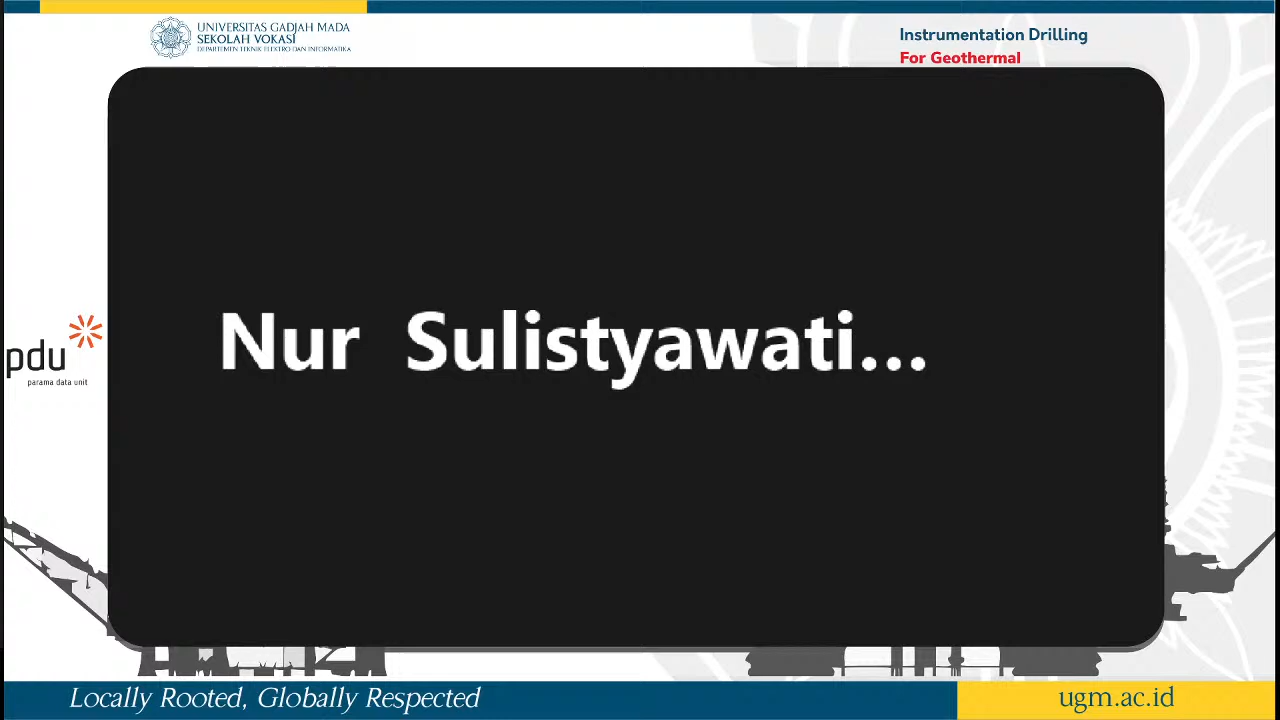 UNIVERSITAS GADJAH MADA
SEKOLAH VOKASI
DEPARTEMEN TEKNIK ELEKTRO DAN INFORMATIKA
Instrumentation Drilling
For Geothermal
Nur Sulistyawati...
pdu
parama data unit
Locally Rooted, Globally Respected
ugm.ac.id